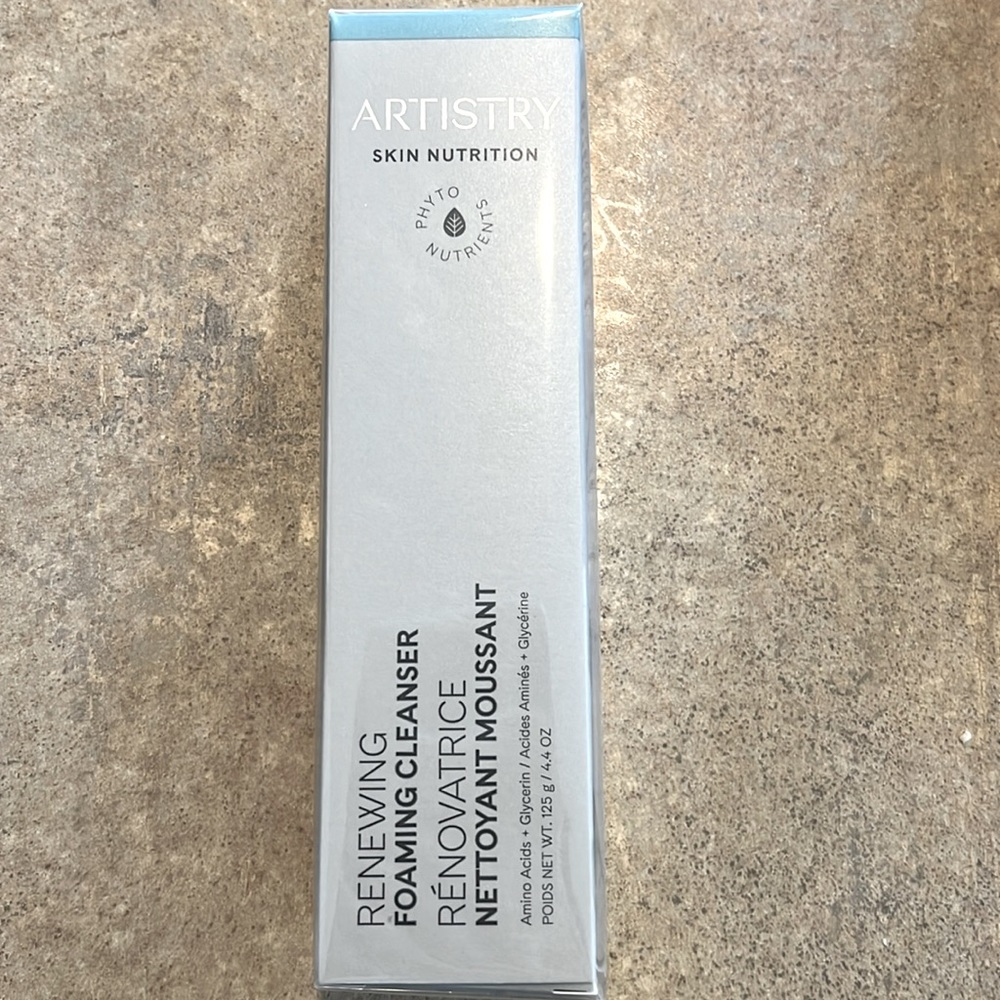 ARTISTRY
SKIN NUTRITION
PHYTO
NUTRIENTS
RENEWING
FOAMING CLEANSER
RÉNOVATRICE
NETTOYANT MOUSSANT
Amino Acids + Glycerin / Acides Aminés + Glycérine
POIDS NET WT. 125 g / 4.4 OZ